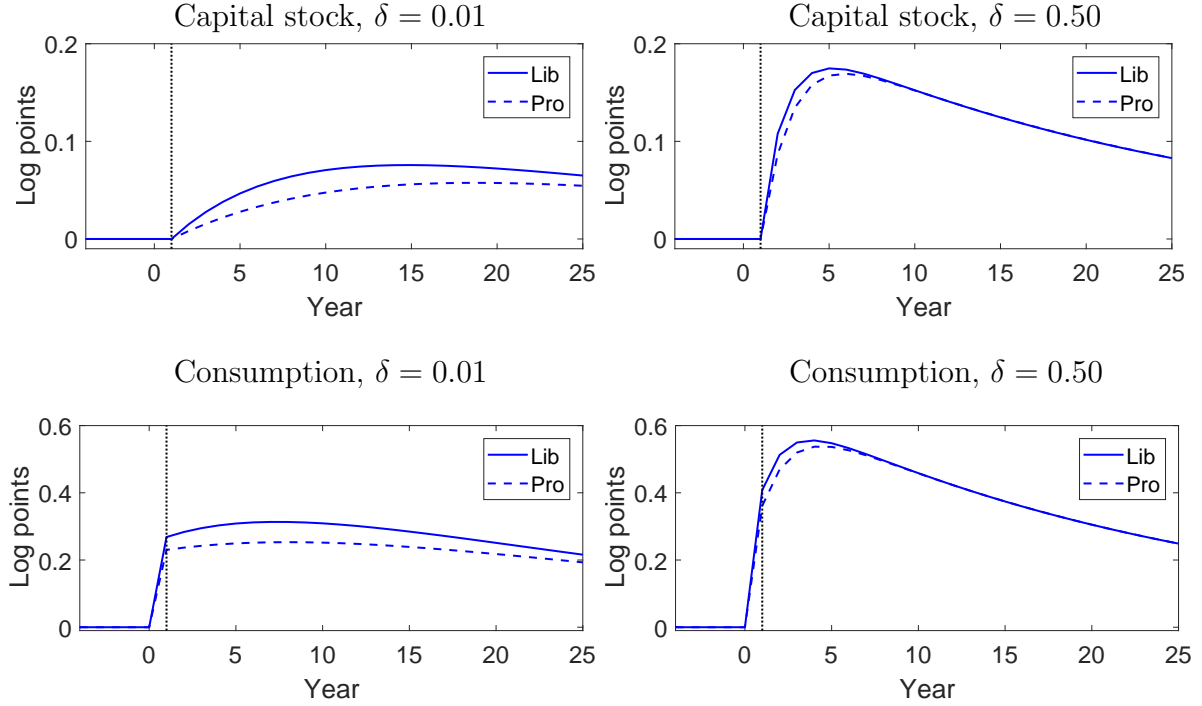 Capital stock, δ = 0.01
Log points
0.2
0.1
0
Lib
Pro
0 5 10 15 20 25
Year
Capital stock, δ = 0.50
Log points
0.2
0.1
0
Lib
Pro
0 5 10 15 20 25
Year
Consumption, δ = 0.01
Log points
0.6
0.4
0.2
0
Lib
Pro
0 5 10 15 20 25
Year
Consumption, δ = 0.50
Log points
0.6
0.4
0.2
0
Lib
Pro
0 5 10 15 20 25
Year